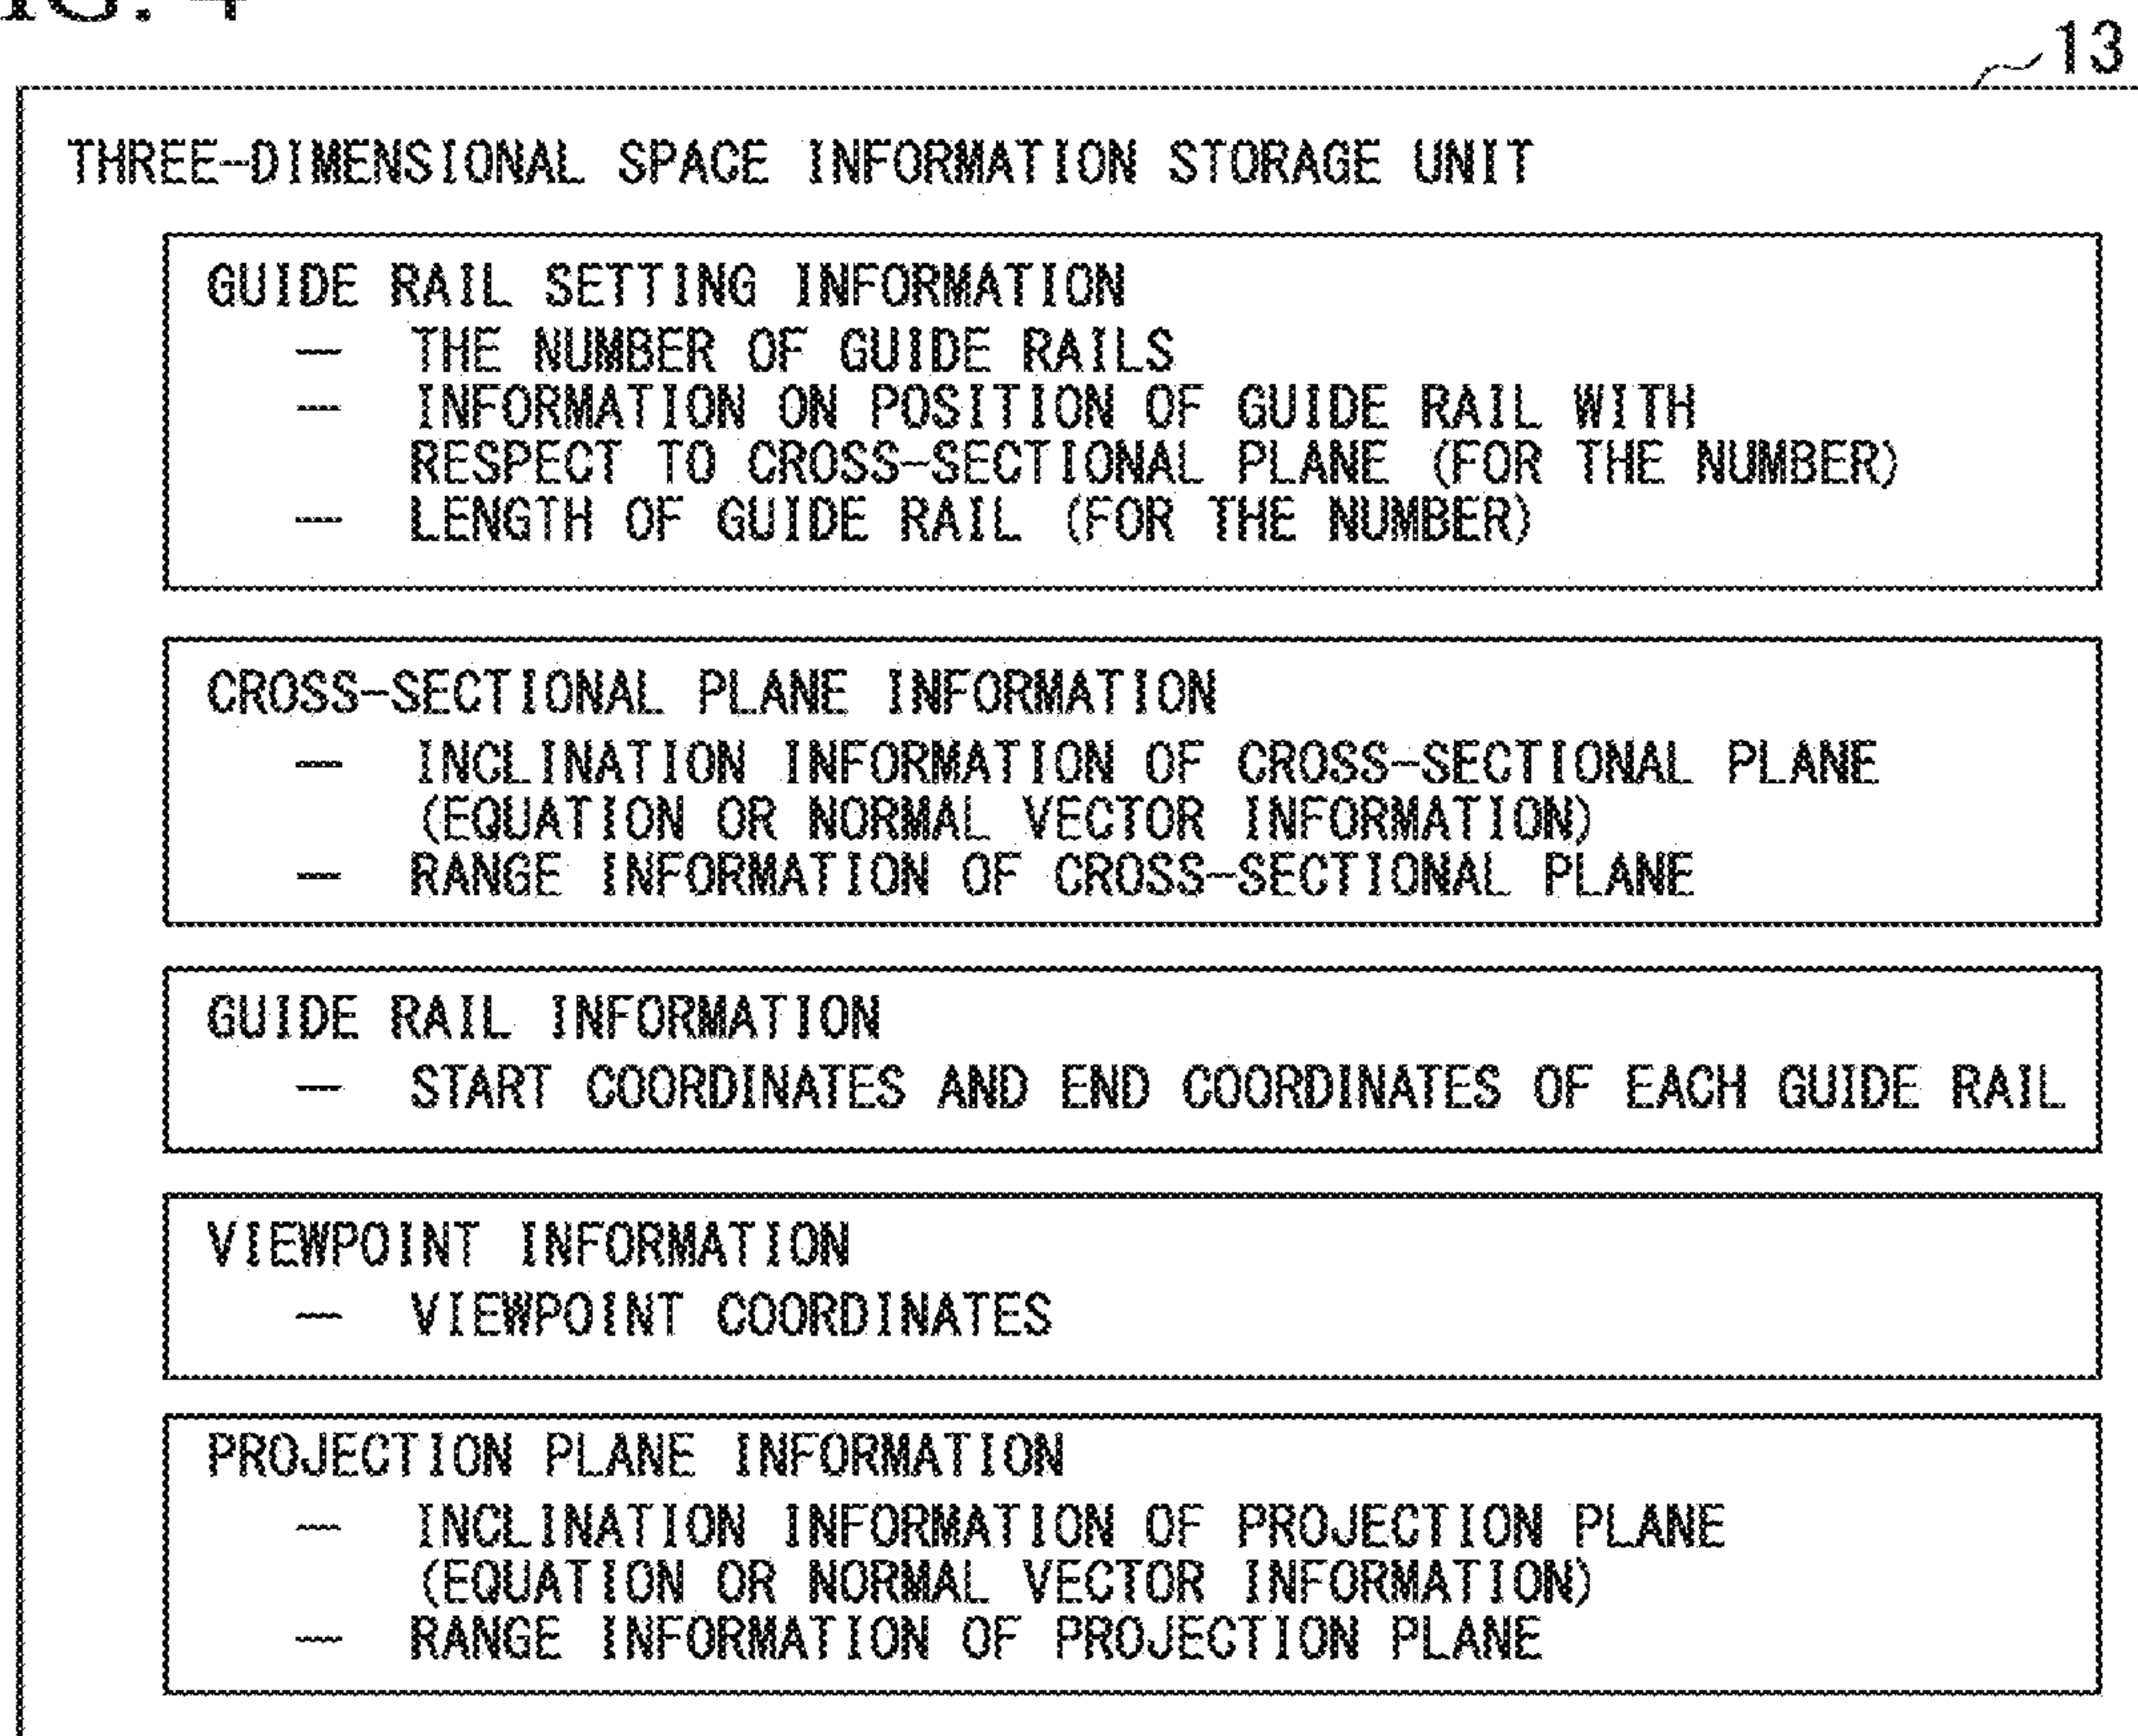 FIG. 4
13
THREE-DIMENSIONAL SPACE INFORMATION STORAGE UNIT
GUIDE RAIL SETTING INFORMATION
— THE NUMBER OF GUIDE RAILS
— INFORMATION ON POSITION OF GUIDE RAIL WITH
RESPECT TO CROSS-SECTIONAL PLANE (FOR THE NUMBER)
— LENGTH OF GUIDE RAIL (FOR THE NUMBER)
CROSS-SECTIONAL PLANE INFORMATION
— INCLINATION INFORMATION OF CROSS-SECTIONAL PLANE
(EQUATION OR NORMAL VECTOR INFORMATION)
— RANGE INFORMATION OF CROSS-SECTIONAL PLANE
GUIDE RAIL INFORMATION
— START COORDINATES AND END COORDINATES OF EACH GUIDE RAIL
VIEWPOINT INFORMATION
— VIEWPOINT COORDINATES
PROJECTION PLANE INFORMATION
— INCLINATION INFORMATION OF PROJECTION PLANE
(EQUATION OR NORMAL VECTOR INFORMATION)
— RANGE INFORMATION OF PROJECTION PLANE